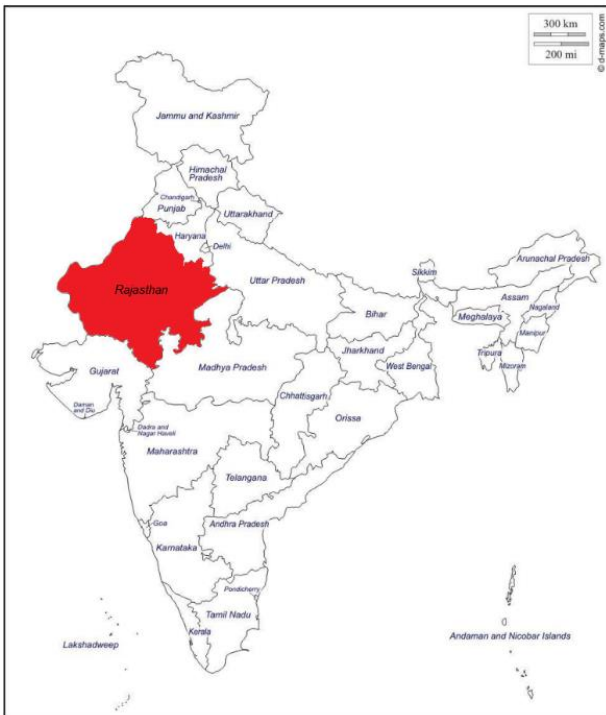 300 km
200 mi
© d-maps.com
Jammu and Kashmir
Himachal
Pradesh
Chandigarh
Punjab
Uttarakhand
Haryana
Delhi
Rajasthan
Uttar Pradesh
Sikkim
Arunachal Pradesh
Assam
Nagaland
Meghalaya
Manipur
Bihar
Tripura
Mizoram
Jharkhand
West Bengal
Gujarat
Madhya Pradesh
Chhattisgarh
Daman
and Diu
Orissa
Dadra and
Nagar Haveli
Maharashtra
Telangana
Goa
Andhra Pradesh
Karnataka
Pondicherry
Tamil Nadu
Kerala
Lakshadweep
Andaman and Nicobar Islands